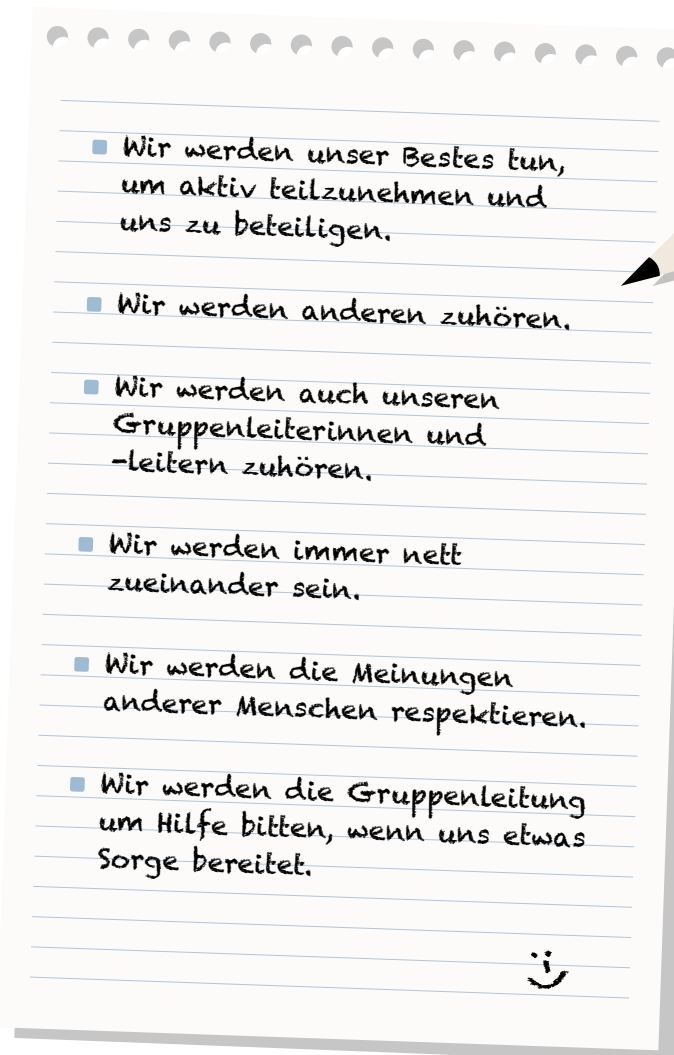 Wir werden unser Bestes tun,
um aktiv teilzunehmen und
uns zu beteiligen.
Wir werden anderen zuhören.
Wir werden auch unseren
Gruppenleiterinnen und
-leitern zuhören.
Wir werden immer nett
zueinander sein.
Wir werden die Meinungen
anderer Menschen respektieren.
Wir werden die Gruppenleitung
um Hilfe bitten, wenn uns etwas
Sorge bereitet.